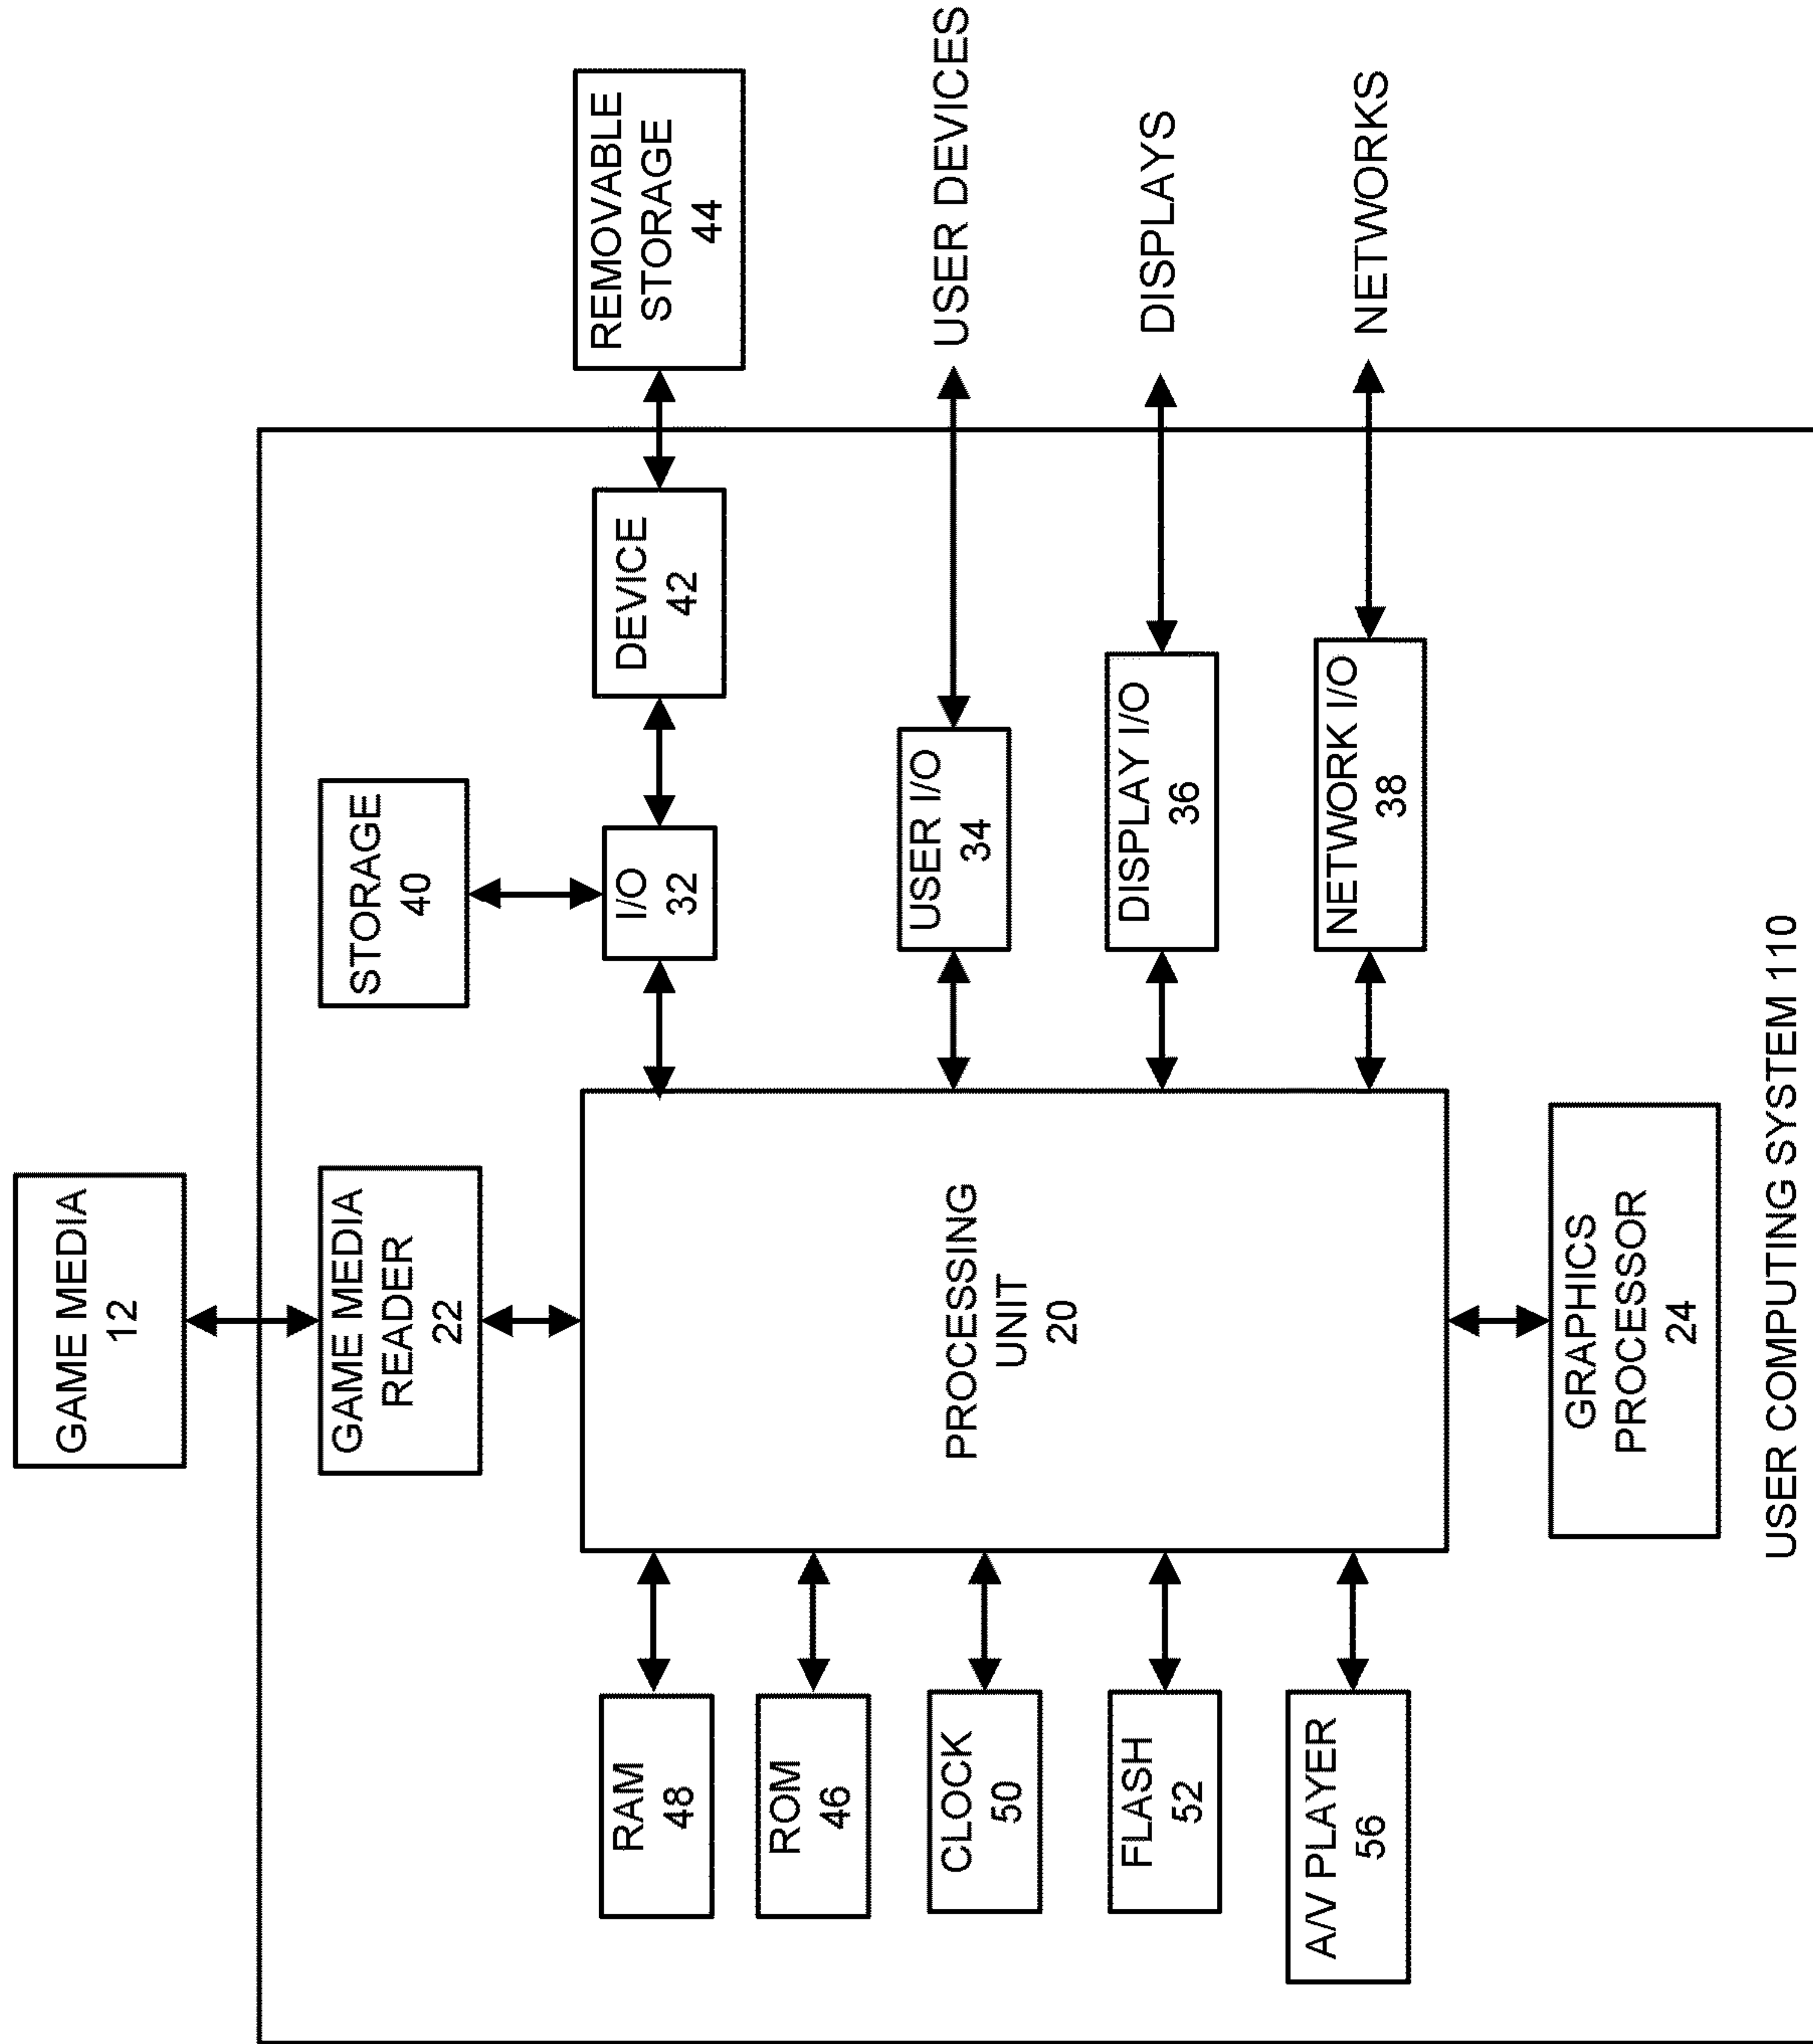 GAME MEDIA
12
GAME MEDIA
READER
22
STORAGE
40
RAM
48
ROM
46
CLOCK
50
FLASH
52
A/V PLAYER
56
PROCESSING
UNIT
20
I/O
32
DEVICE
42
REMOVABLE
STORAGE
44
USER I/O
34
USER DEVICES
DISPLAY I/O
36
DISPLAYS
NETWORK I/O
38
NETWORKS
GRAPHICS
PROCESSOR
24
USER COMPUTING SYSTEM 110